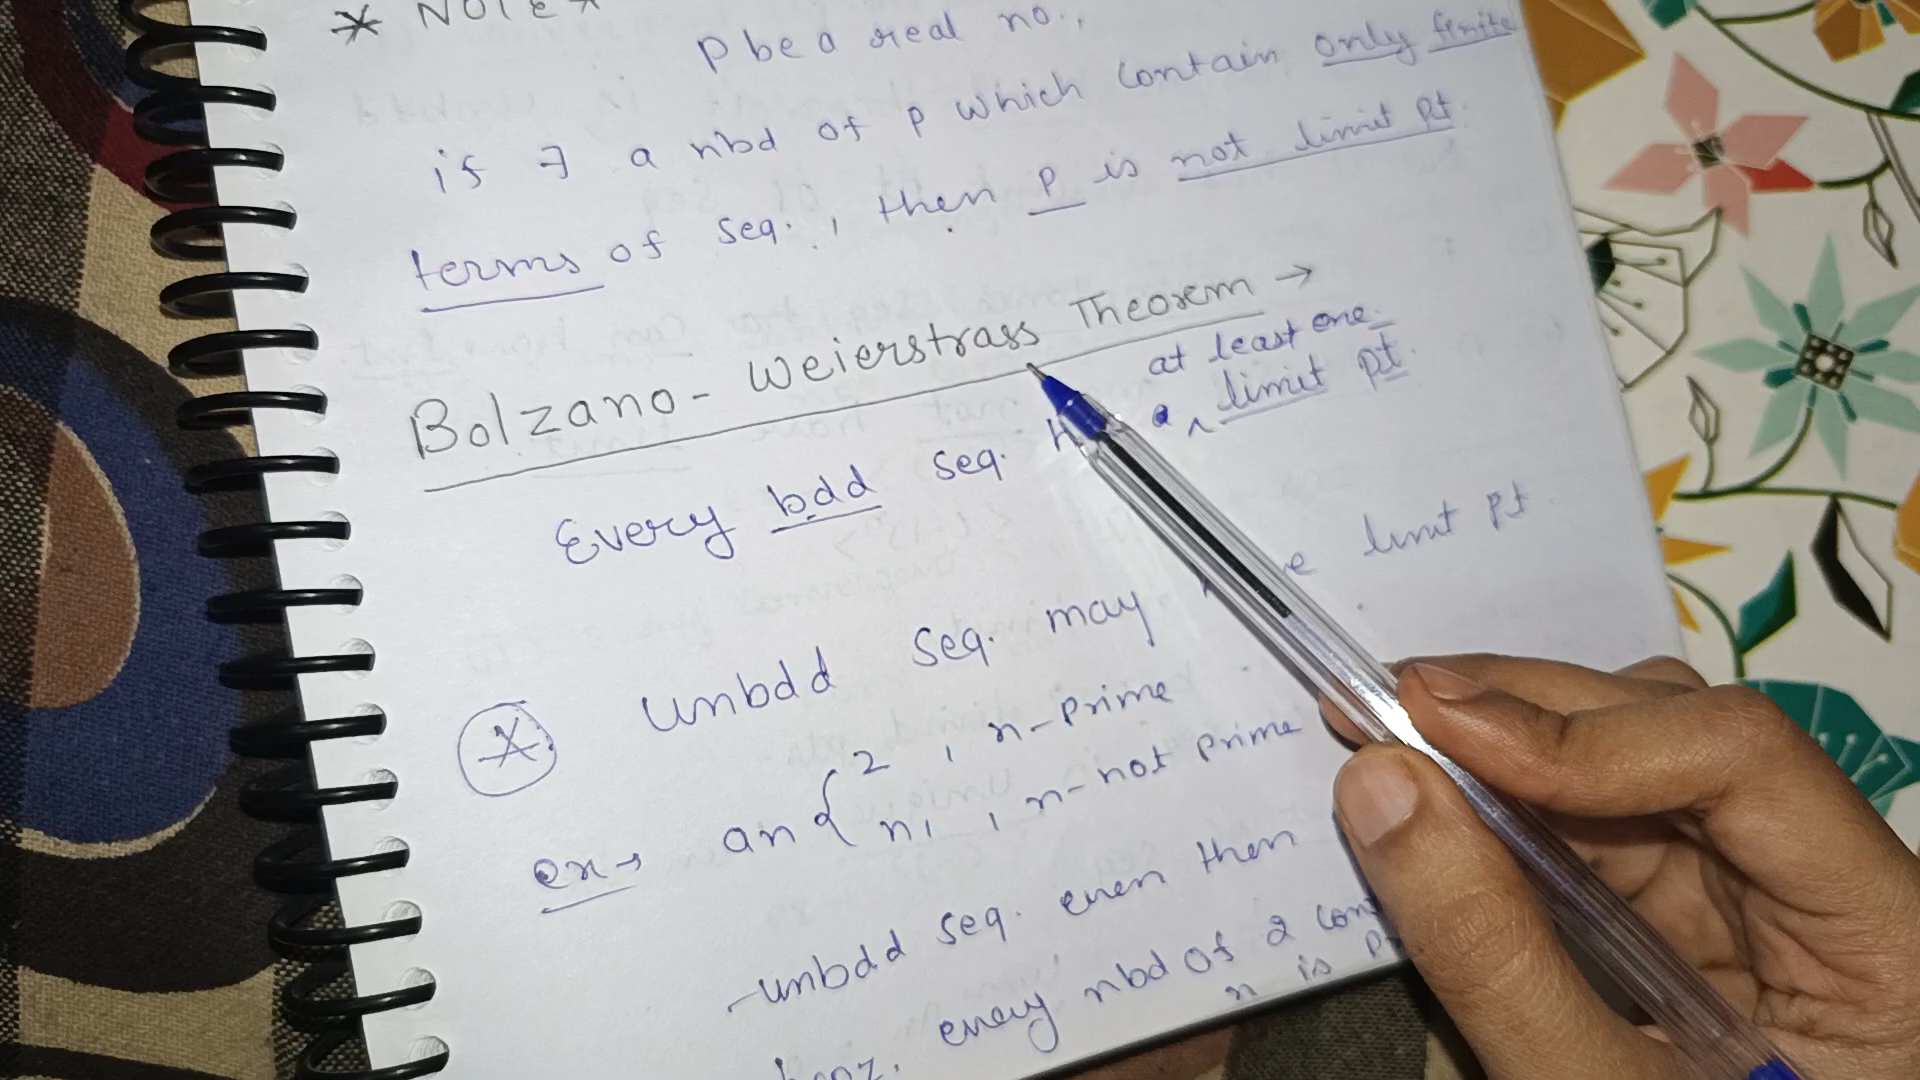 * NOTE *
p be a real no.,
if ∃ a nbd of p which contain only finite
terms of seq., then p is not limit pt.
Bolzano-Weierstrass Theorem →
at least one
Every bdd seq. a ^ limit pt.
* unbdd seq. may limit pt.
ex→ an { 2 , n-prime
n, , n-not prime
-unbdd seq. even then
every nbd of 2
n is